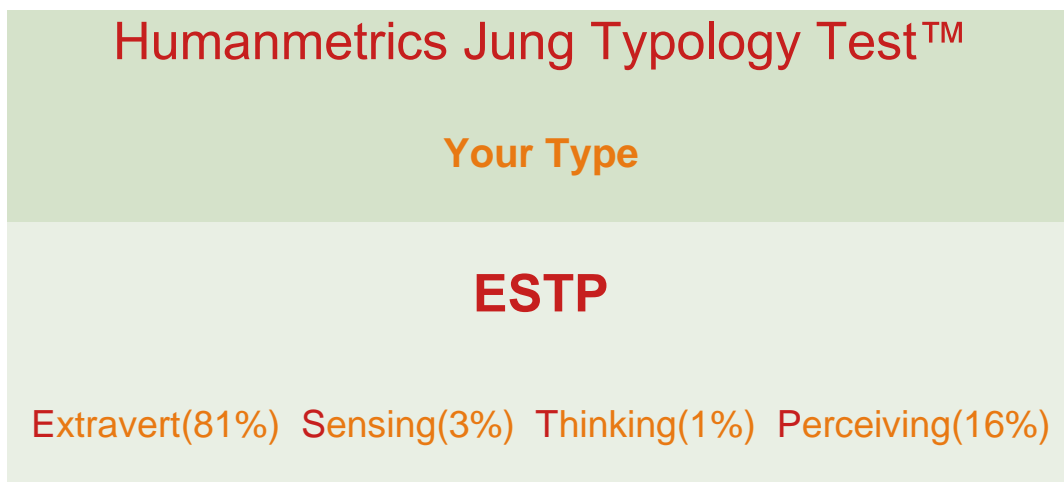 Humanmetrics Jung Typology Test™
Your Type
ESTP
Extravert(81%) Sensing(3%) Thinking(1%) Perceiving(16%)